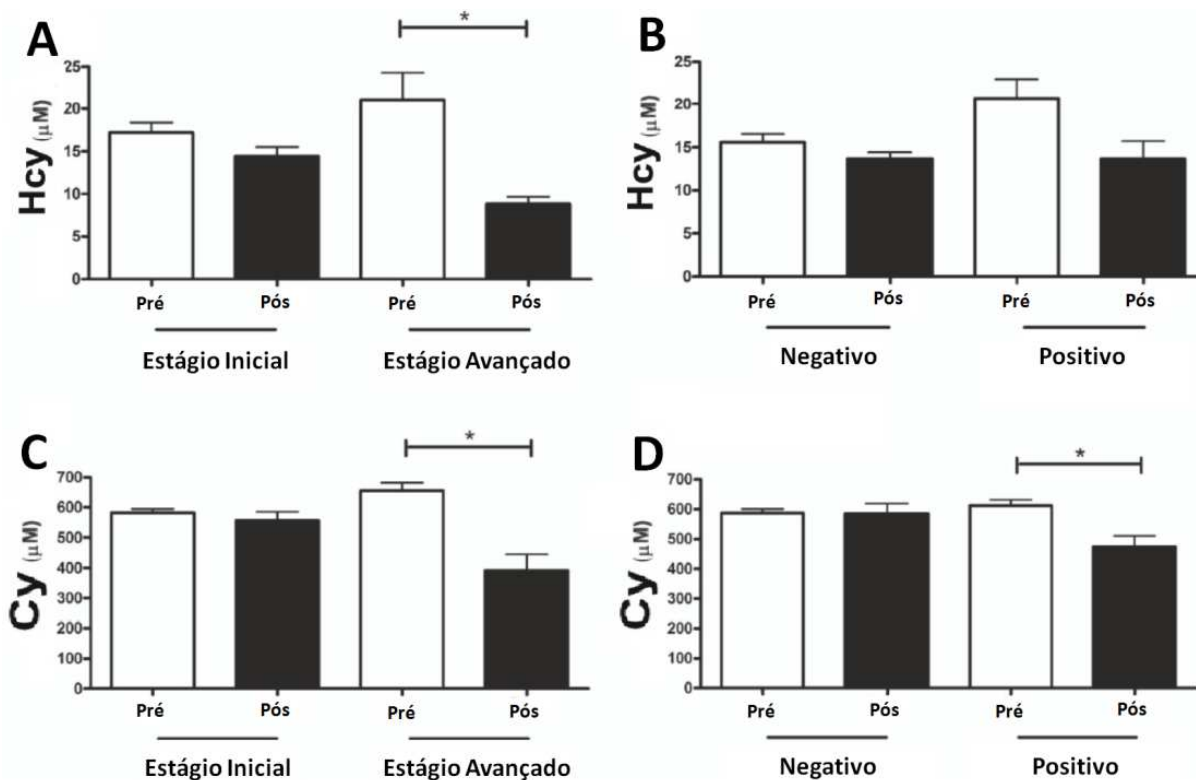 A
*
Hcy (μM)
25
20
15
10
5
0
Pré
Pós
Pré
Pós
Estágio Inicial
Estágio Avançado
B
Hcy (μM)
25
20
15
10
5
0
Pré
Pós
Pré
Pós
Negativo
Positivo
C
*
Cy (μM)
700
600
500
400
300
200
100
0
Pré
Pós
Pré
Pós
Estágio Inicial
Estágio Avançado
D
*
Cy (μM)
700
600
500
400
300
200
100
0
Pré
Pós
Pré
Pós
Negativo
Positivo